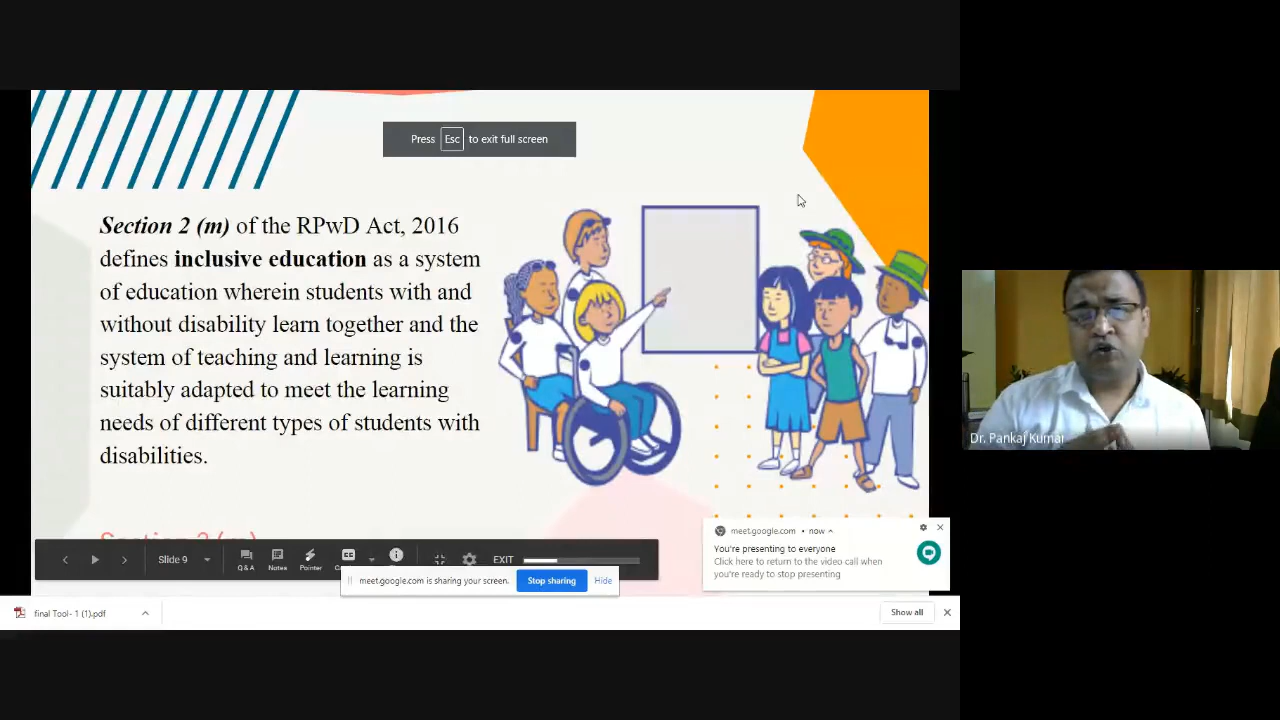 Press Esc to exit full screen
Section 2 (m) of the RPwD Act, 2016
defines inclusive education as a system
of education wherein students with and
without disability learn together and the
system of teaching and learning is
suitably adapted to meet the learning
needs of different types of students with
disabilities.
Dr. Pankaj Kumar
meet.google.com • now
You're presenting to everyone
Click here to return to the video call when
you're ready to stop presenting
Slide 9
Q & A
Notes
Pointer
EXIT
meet.google.com is sharing your screen.
Stop sharing
Hide
final Tool- 1 (1).pdf
Show all